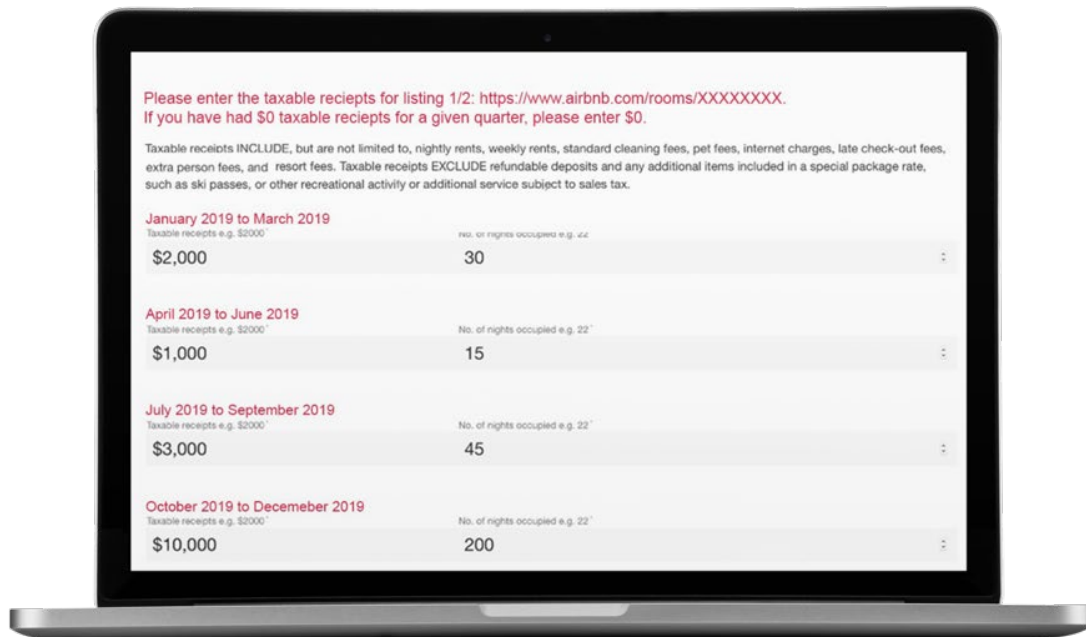 Please enter the taxable reciepts for listing 1/2: https://www.airbnb.com/rooms/XXXXXXXX.
If you have had $0 taxable reciepts for a given quarter, please enter $0.
Taxable receipts INCLUDE, but are not limited to, nightly rents, weekly rents, standard cleaning fees, pet fees, internet charges, late check-out fees,
extra person fees, and resort fees. Taxable receipts EXCLUDE refundable deposits and any additional items included in a special package rate,
such as ski passes, or other recreational activity or additional service subject to sales tax.
January 2019 to March 2019
Taxable receipts e.g. $2000* No. of nights occupied e.g. 22
$2,000 30
April 2019 to June 2019
Taxable receipts e.g. $2000* No. of nights occupied e.g. 22*
$1,000 15
July 2019 to September 2019
Taxable receipts e.g. $2000* No. of nights occupied e.g. 22*
$3,000 45
October 2019 to Decemeber 2019
Taxable receipts e.g. $2000* No. of nights occupied e.g. 22*
$10,000 200